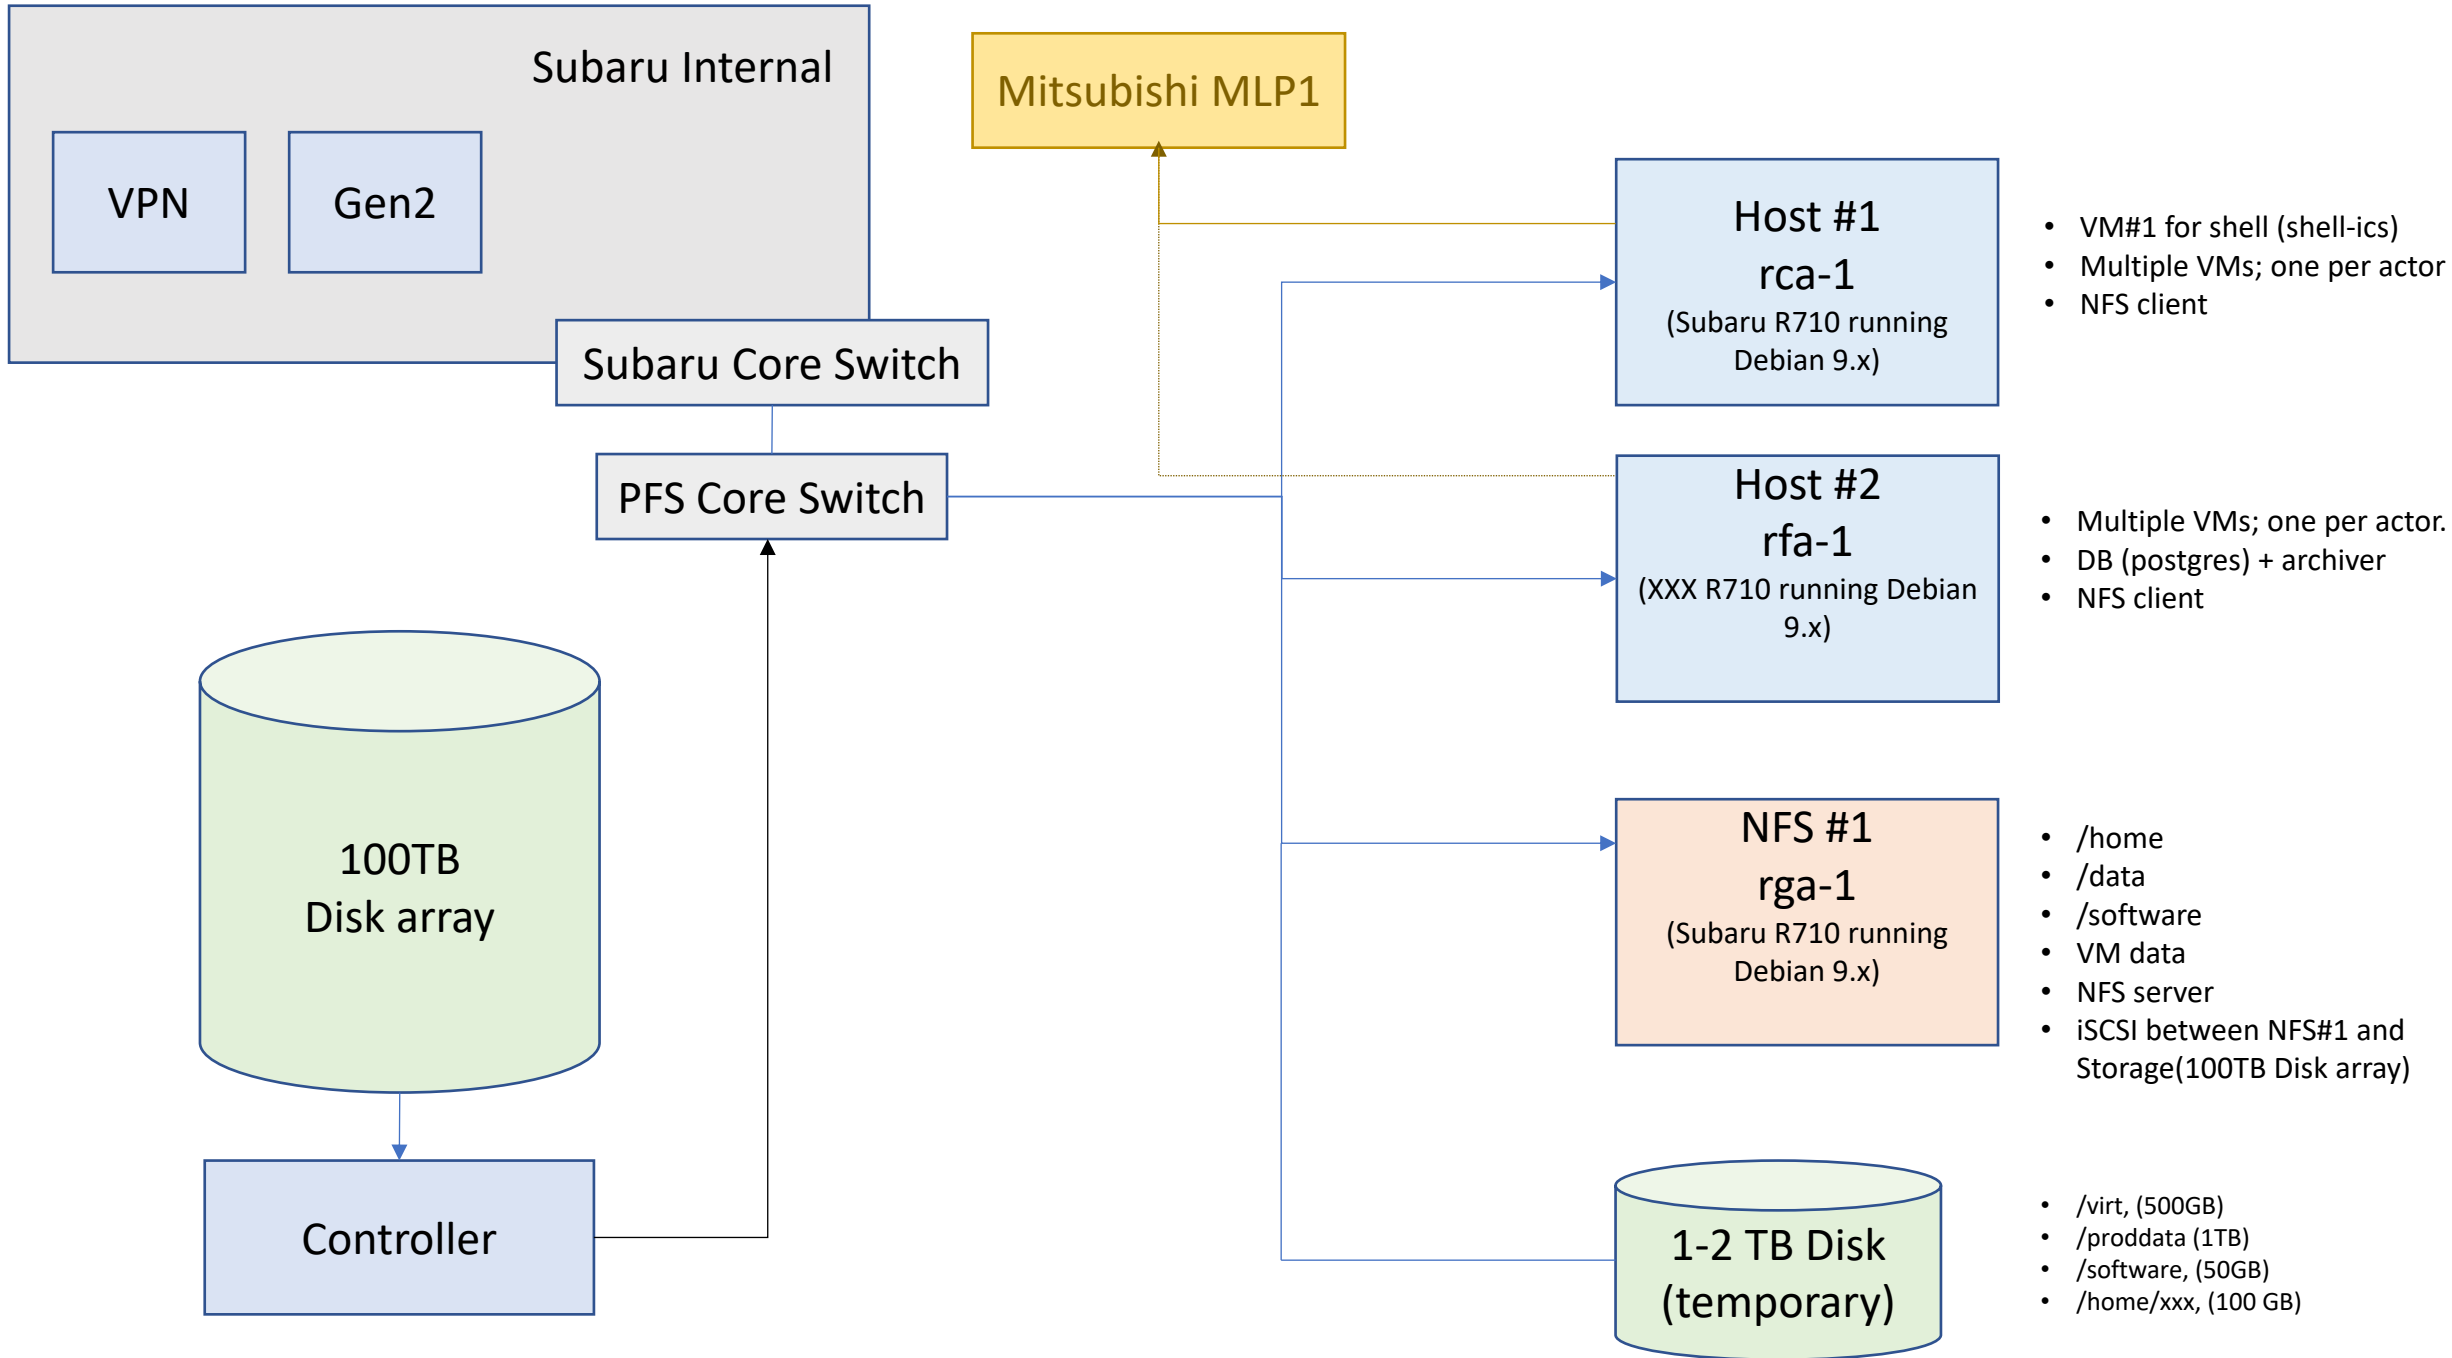 Subaru Internal
VPN
Gen2
Subaru Core Switch
PFS Core Switch
100TB
Disk array
Controller
Mitsubishi MLP1
Host #1
rca-1
(Subaru R710 running
Debian 9.x)
• VM#1 for shell (shell-ics)
• Multiple VMs; one per actor
• NFS client
Host #2
rfa-1
(XXX R710 running Debian
9.x)
• Multiple VMs; one per actor.
• DB (postgres) + archiver
• NFS client
NFS #1
rga-1
(Subaru R710 running
Debian 9.x)
• /home
• /data
• /software
• VM data
• NFS server
• iSCSI between NFS#1 and
Storage(100TB Disk array)
1-2 TB Disk
(temporary)
• /virt, (500GB)
• /proddata (1TB)
• /software, (50GB)
• /home/xxx, (100 GB)